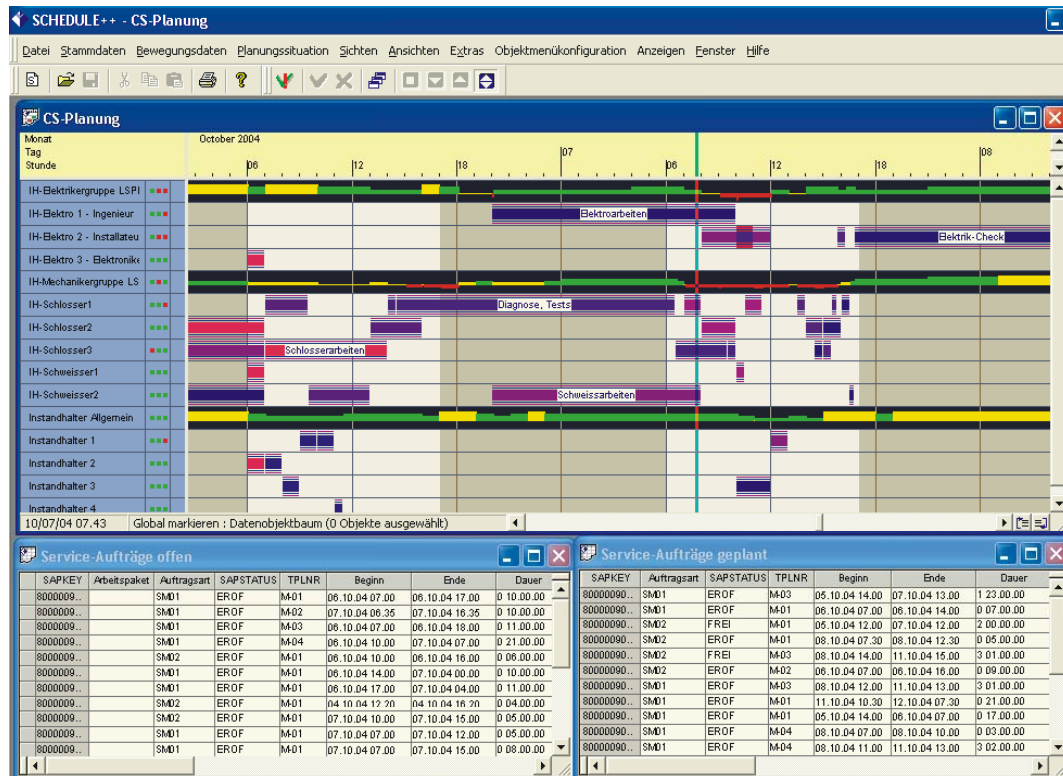 SCHEDULE++ - CS-Planung
Datei Stammdaten Bewegungsdaten Planungssituation Sichten Ansichten Extras Objektmenükonfiguration Anzeigen Fenster Hilfe
CS-Planung
Monat October 2004
Tag 07 08
Stunde 06 12 18 06 12 18
IH-Elektrikergruppe LSPI
IH-Elektro 1 - Ingenieur Elektroarbeiten
IH-Elektro 2 - Installateu Elektrik-Check
IH-Elektro 3 - Elektronike
IH-Mechanikergruppe LS
IH-Schlosser1 Diagnose, Tests
IH-Schlosser2
IH-Schlosser3 Schlosserarbeiten
IH-Schweisser1
IH-Schweisser2 Schweissarbeiten
Instandhalter Allgemein
Instandhalter 1
Instandhalter 2
Instandhalter 3
Instandhalter 4
10/07/04 07.43 Global markieren : Datenobjektbaum (0 Objekte ausgewählt)
Service-Aufträge offen
SAPKEY Arbeitspaket Auftragsart SAPSTATUS TPLNR Beginn Ende Dauer
8000009... SM01 EROF M-01 06.10.04 07.00 06.10.04 17.00 0 10.00.00
8000009... SM01 EROF M-02 07.10.04 06.35 07.10.04 16.35 0 10.00.00
8000009... SM01 EROF M-03 06.10.04 07.00 06.10.04 18.00 0 11.00.00
8000009... SM01 EROF M-04 06.10.04 10.00 07.10.04 07.00 0 21.00.00
8000009... SM02 EROF M-01 06.10.04 10.00 06.10.04 16.00 0 06.00.00
8000009... SM02 EROF M-01 06.10.04 14.00 07.10.04 00.00 0 10.00.00
8000009... SM01 EROF M-01 06.10.04 17.00 07.10.04 04.00 0 11.00.00
8000009... SM02 EROF M-01 04.10.04 12.20 04.10.04 16.20 0 04.00.00
8000009... SM02 EROF M-01 07.10.04 10.00 07.10.04 15.00 0 05.00.00
8000009... SM01 EROF M-01 07.10.04 07.00 07.10.04 12.00 0 05.00.00
8000009... SM01 EROF M-01 07.10.04 07.00 07.10.04 15.00 0 08.00.00
Service-Aufträge geplant
SAPKEY Auftragsart SAPSTATUS TPLNR Beginn Ende Dauer
80000090... SM01 EROF M-03 05.10.04 14.00 07.10.04 13.00 1 23.00.00
80000090... SM01 EROF M-01 06.10.04 07.00 06.10.04 14.00 0 07.00.00
80000090... SM02 FREI M-01 05.10.04 12.00 07.10.04 12.00 2 00.00.00
80000090... SM02 EROF M-01 08.10.04 07.30 08.10.04 12.30 0 05.00.00
80000090... SM02 FREI M-03 08.10.04 14.00 11.10.04 15.00 3 01.00.00
80000090... SM02 EROF M-02 06.10.04 07.00 06.10.04 16.00 0 09.00.00
80000090... SM01 EROF M-03 08.10.04 12.00 11.10.04 13.00 3 01.00.00
80000090... SM01 EROF M-01 11.10.04 10.30 12.10.04 07.30 0 21.00.00
80000090... SM01 EROF M-01 05.10.04 14.00 06.10.04 07.00 0 17.00.00
80000090... SM01 EROF M-04 08.10.04 07.00 08.10.04 10.00 0 03.00.00
80000090... SM01 EROF M-04 08.10.04 11.00 11.10.04 13.00 3 02.00.00